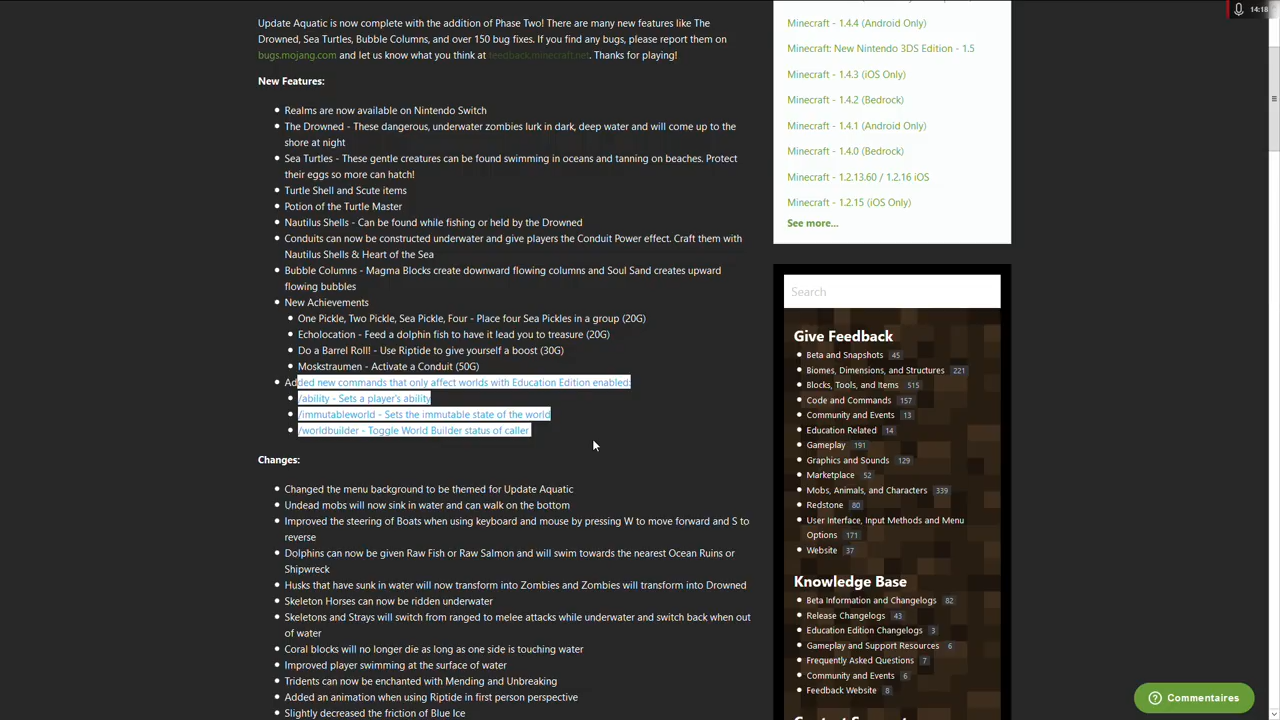 Update Aquatic is now complete with the addition of Phase Two! There are many new features like The
Drowned, Sea Turtles, Bubble Columns, and over 150 bug fixes. If you find any bugs, please report them on
bugs.mojang.com and let us know what you think at feedback.minecraft.net. Thanks for playing!
New Features:
Realms are now available on Nintendo Switch
The Drowned - These dangerous, underwater zombies lurk in dark, deep water and will come up to the
shore at night
Sea Turtles - These gentle creatures can be found swimming in oceans and tanning on beaches. Protect
their eggs so more can hatch!
Turtle Shell and Scute items
Potion of the Turtle Master
Nautilus Shells - Can be found while fishing or held by the Drowned
Conduits can now be constructed underwater and give players the Conduit Power effect. Craft them with
Nautilus Shells & Heart of the Sea
Bubble Columns - Magma Blocks create downward flowing columns and Soul Sand creates upward
flowing bubbles
New Achievements
One Pickle, Two Pickle, Sea Pickle, Four - Place four Sea Pickles in a group (20G)
Echolocation - Feed a dolphin fish to have it lead you to treasure (20G)
Do a Barrel Roll! - Use Riptide to give yourself a boost (30G)
Moskstraumen - Activate a Conduit (50G)
Added new commands that only affect worlds with Education Edition enabled:
/ability - Sets a player's ability
/immutableworld - Sets the immutable state of the world
/worldbuilder - Toggle World Builder status of caller
Changes:
Changed the menu background to be themed for Update Aquatic
Undead mobs will now sink in water and can walk on the bottom
Improved the steering of Boats when using keyboard and mouse by pressing W to move forward and S to
reverse
Dolphins can now be given Raw Fish or Raw Salmon and will swim towards the nearest Ocean Ruins or
Shipwreck
Husks that have sunk in water will now transform into Zombies and Zombies will transform into Drowned
Skeleton Horses can now be ridden underwater
Skeletons and Strays will switch from ranged to melee attacks while underwater and switch back when out
of water
Coral blocks will no longer die as long as one side is touching water
Improved player swimming at the surface of water
Tridents can now be enchanted with Mending and Unbreaking
Added an animation when using Riptide in first person perspective
Slightly decreased the friction of Blue Ice
Minecraft - 1.4.4 (Android Only)
Minecraft: New Nintendo 3DS Edition - 1.5
Minecraft - 1.4.3 (iOS Only)
Minecraft - 1.4.2 (Bedrock)
Minecraft - 1.4.1 (Android Only)
Minecraft - 1.4.0 (Bedrock)
Minecraft - 1.2.13.60 / 1.2.16 iOS
Minecraft - 1.2.15 (iOS Only)
See more...
Search
Give Feedback
Beta and Snapshots 45
Biomes, Dimensions, and Structures 221
Blocks, Tools, and Items 515
Code and Commands 157
Community and Events 13
Education Related 14
Gameplay 191
Graphics and Sounds 129
Marketplace 52
Mobs, Animals, and Characters 339
Redstone 80
User Interface, Input Methods and Menu
Options 171
Website 37
Knowledge Base
Beta Information and Changelogs 82
Release Changelogs 43
Education Edition Changelogs 3
Gameplay and Support Resources 6
Frequently Asked Questions 7
Community and Events 6
Feedback Website 8
14:18
Commentaires